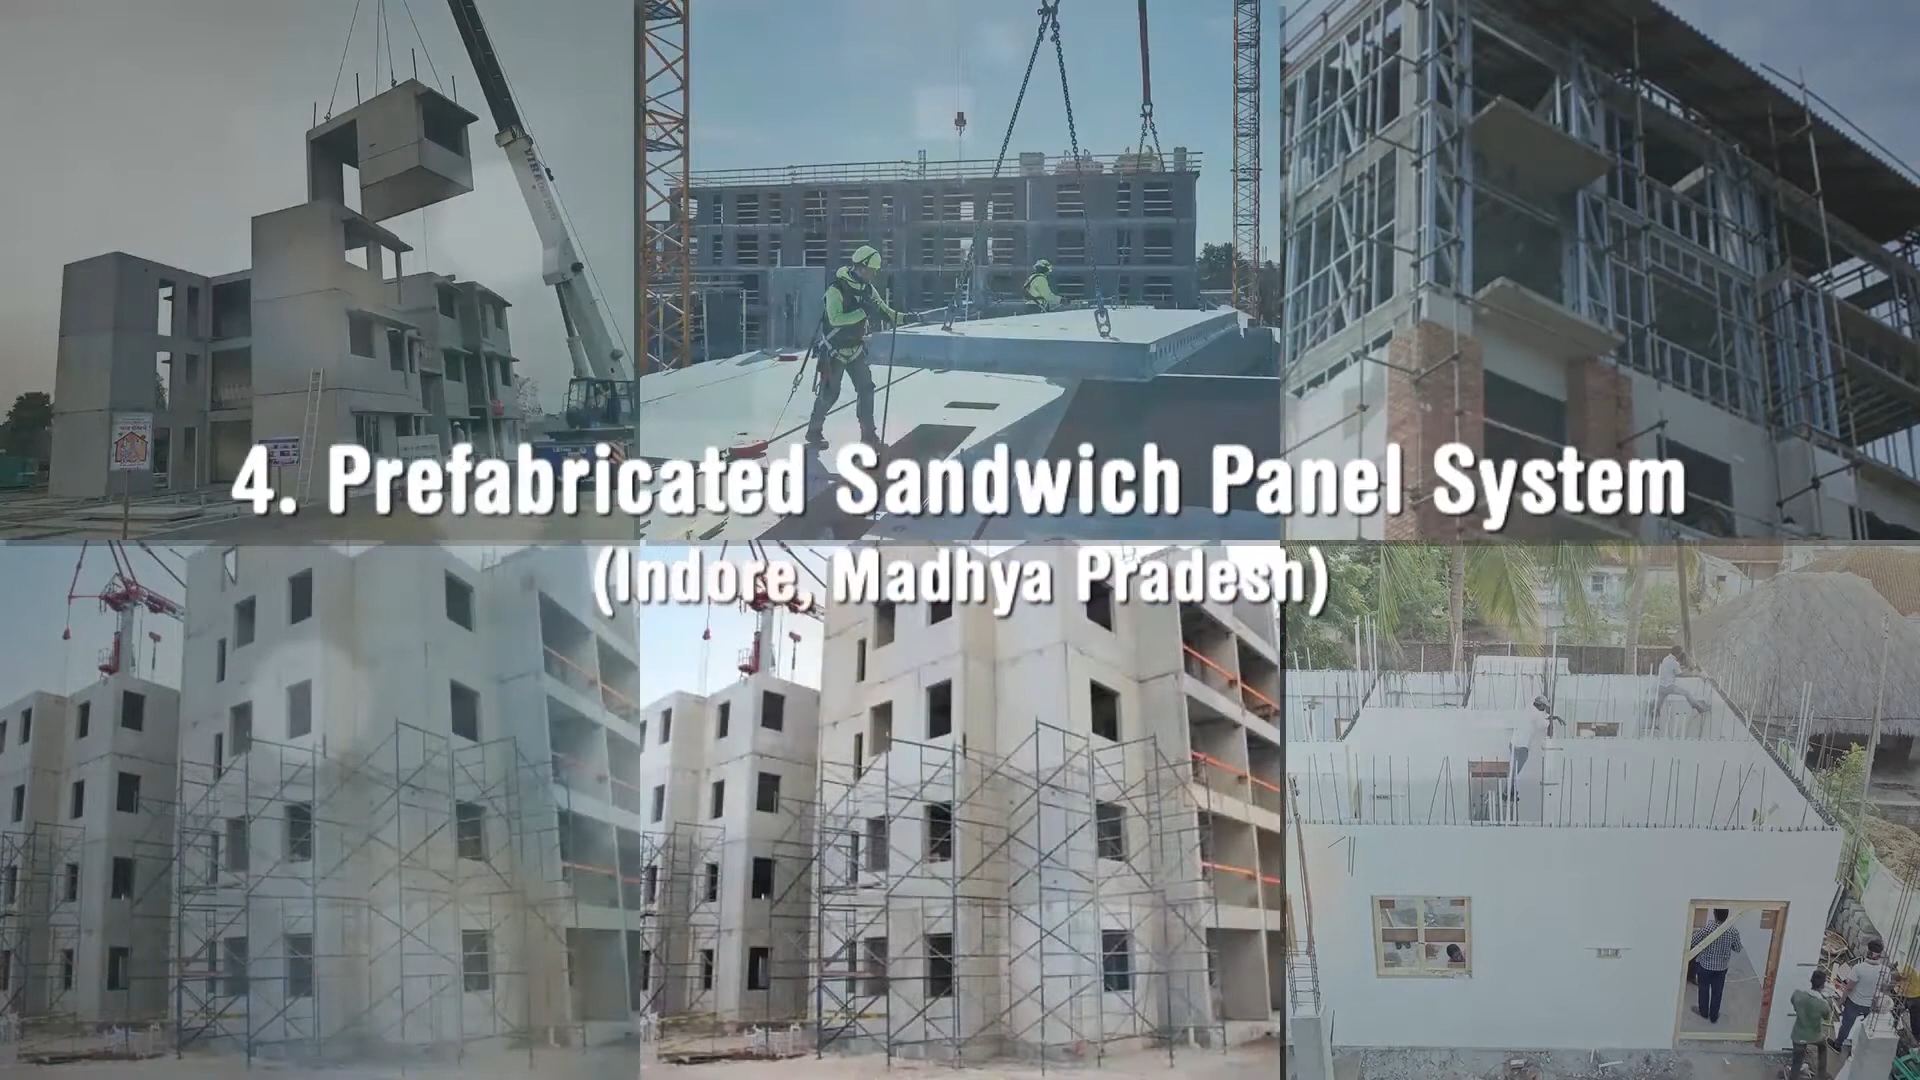 4. Prefabricated Sandwich Panel System
(Indore, Madhya Pradesh)